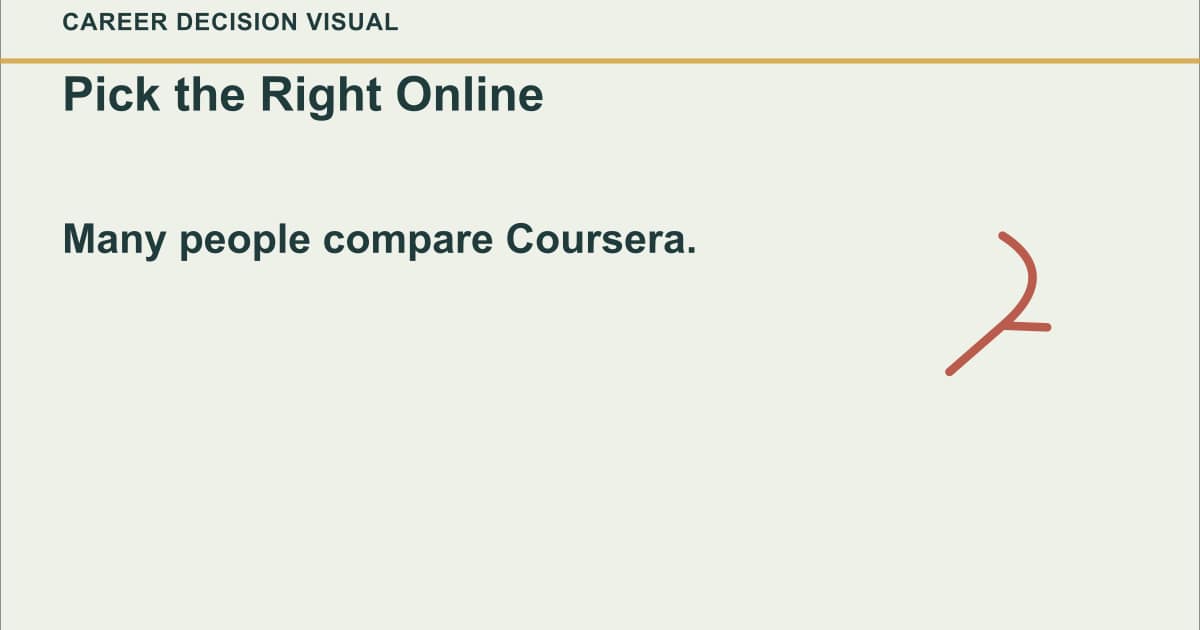 CAREER DECISION VISUAL
Pick the Right Online
Many people compare Coursera.